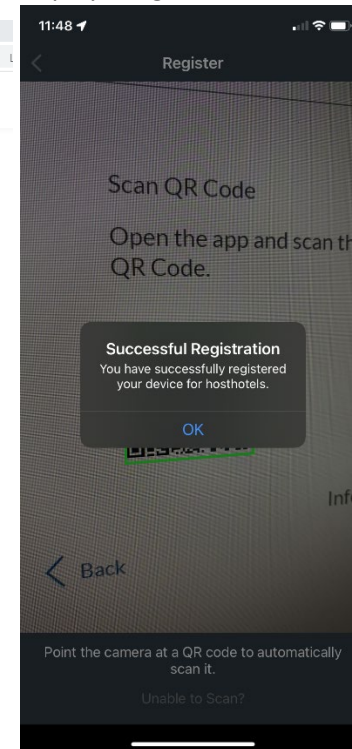 11:48
Register
Scan QR Code
Open the app and scan
QR Code.
Successful Registration
You have successfully registered
your device for hosthotels.
OK
Back
Point the camera at a QR code to automatically
scan it.
Unable to Scan?